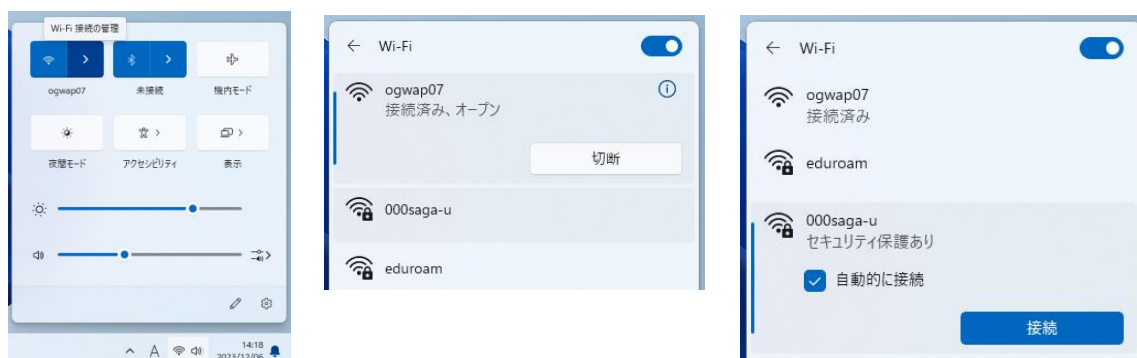 Wi-Fi 接続の管理
ogwap07
未接続
機内モード
夜間モード
アクセシビリティ
表示
A
14:18
2023/12/06
Wi-Fi
ogwap07
接続済み、オープン
切断
000saga-u
eduroam
Wi-Fi
ogwap07
接続済み
eduroam
000saga-u
セキュリティ保護あり
自動的に接続
接続